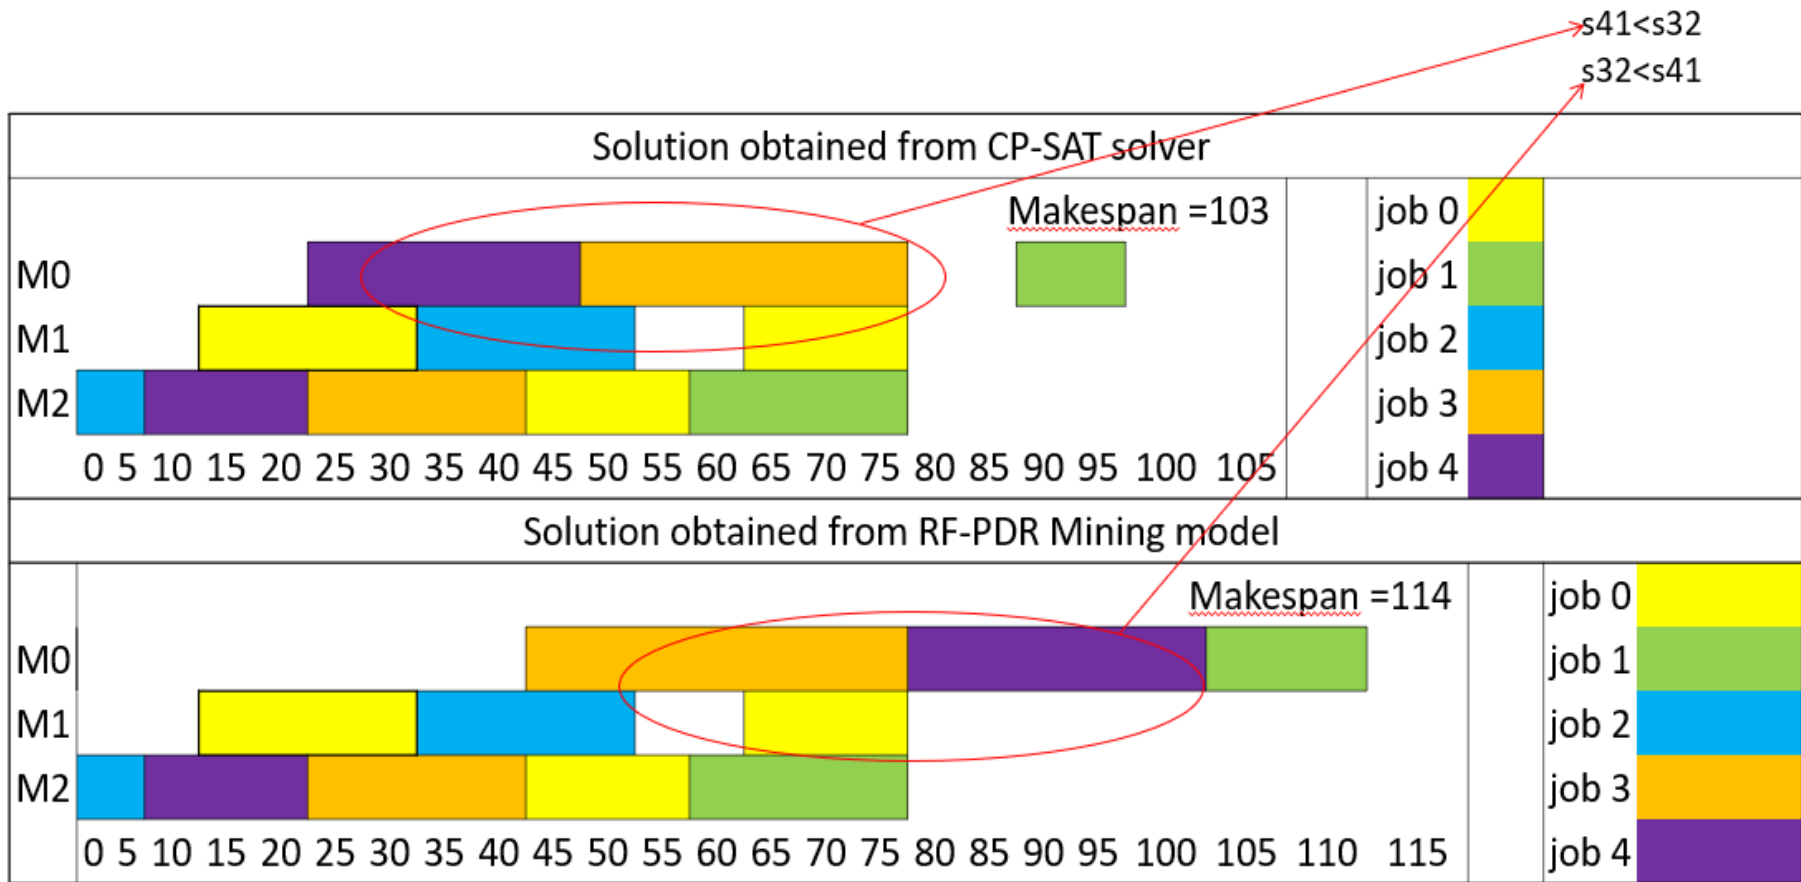 s41<s32
s32<s41
Solution obtained from CP-SAT solver
Makespan =103
job 0
M0
job 1
M1
job 2
M2
job 3
0 5 10 15 20 25 30 35 40 45 50 55 60 65 70 75 80 85 90 95 100 105
job 4
Solution obtained from RF-PDR Mining model
Makespan =114
job 0
M0
job 1
M1
job 2
M2
job 3
0 5 10 15 20 25 30 35 40 45 50 55 60 65 70 75 80 85 90 95 100 105 110 115
job 4